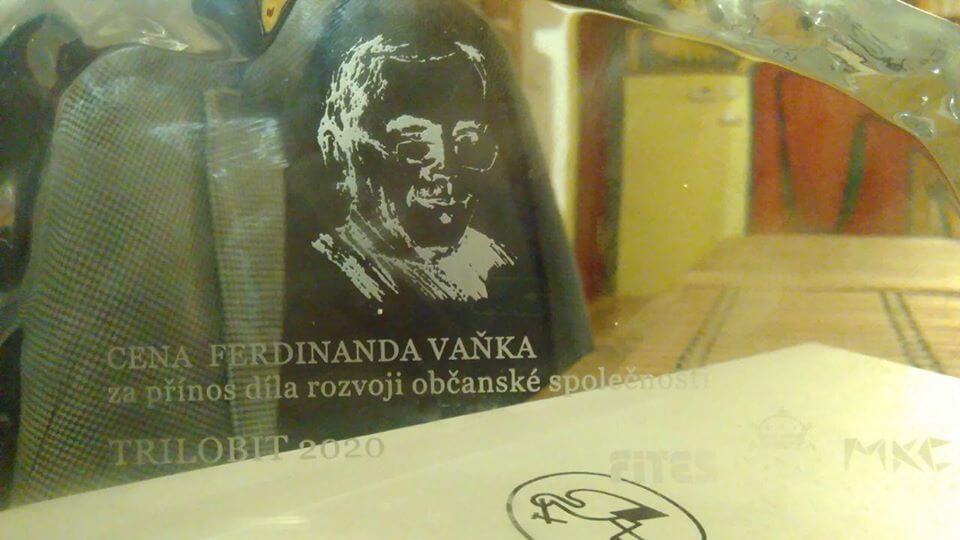 CENA FERDINANDA VAŇKA
za přínos díla rozvoji občanské společnosti
TRILOBIT 2020
FITES
MKC